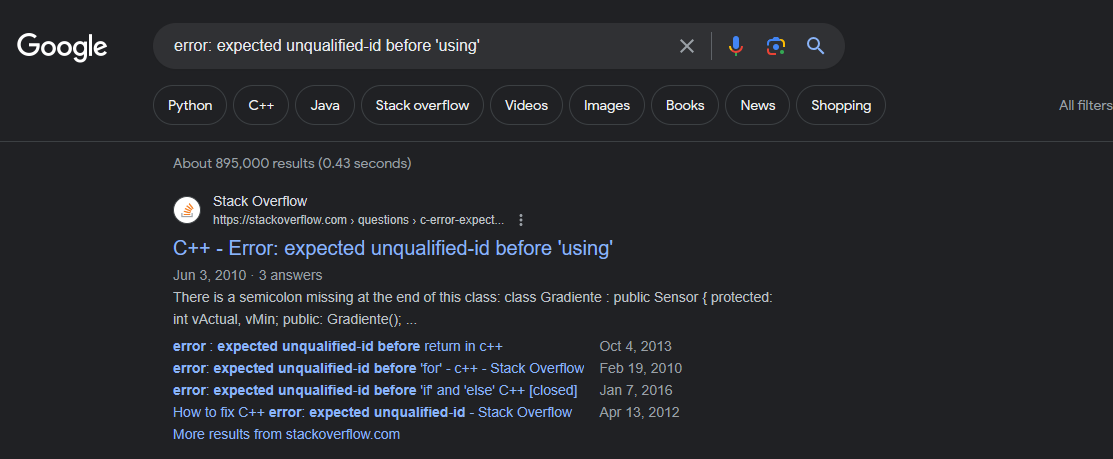 Google
error: expected unqualified-id before 'using'
Python
C++
Java
Stack overflow
Videos
Images
Books
News
Shopping
All filters
About 895,000 results (0.43 seconds)
Stack Overflow
https://stackoverflow.com › questions › c-error-expect...
C++ - Error: expected unqualified-id before 'using'
Jun 3, 2010 · 3 answers
There is a semicolon missing at the end of this class: class Gradiente : public Sensor { protected:
int vActual, vMin; public: Gradiente(); ...
error : expected unqualified-id before return in c++ Oct 4, 2013
error: expected unqualified-id before 'for' - c++ - Stack Overflow Feb 19, 2010
error: expected unqualified-id before 'if' and 'else' C++ [closed] Jan 7, 2016
How to fix C++ error: expected unqualified-id - Stack Overflow Apr 13, 2012
More results from stackoverflow.com